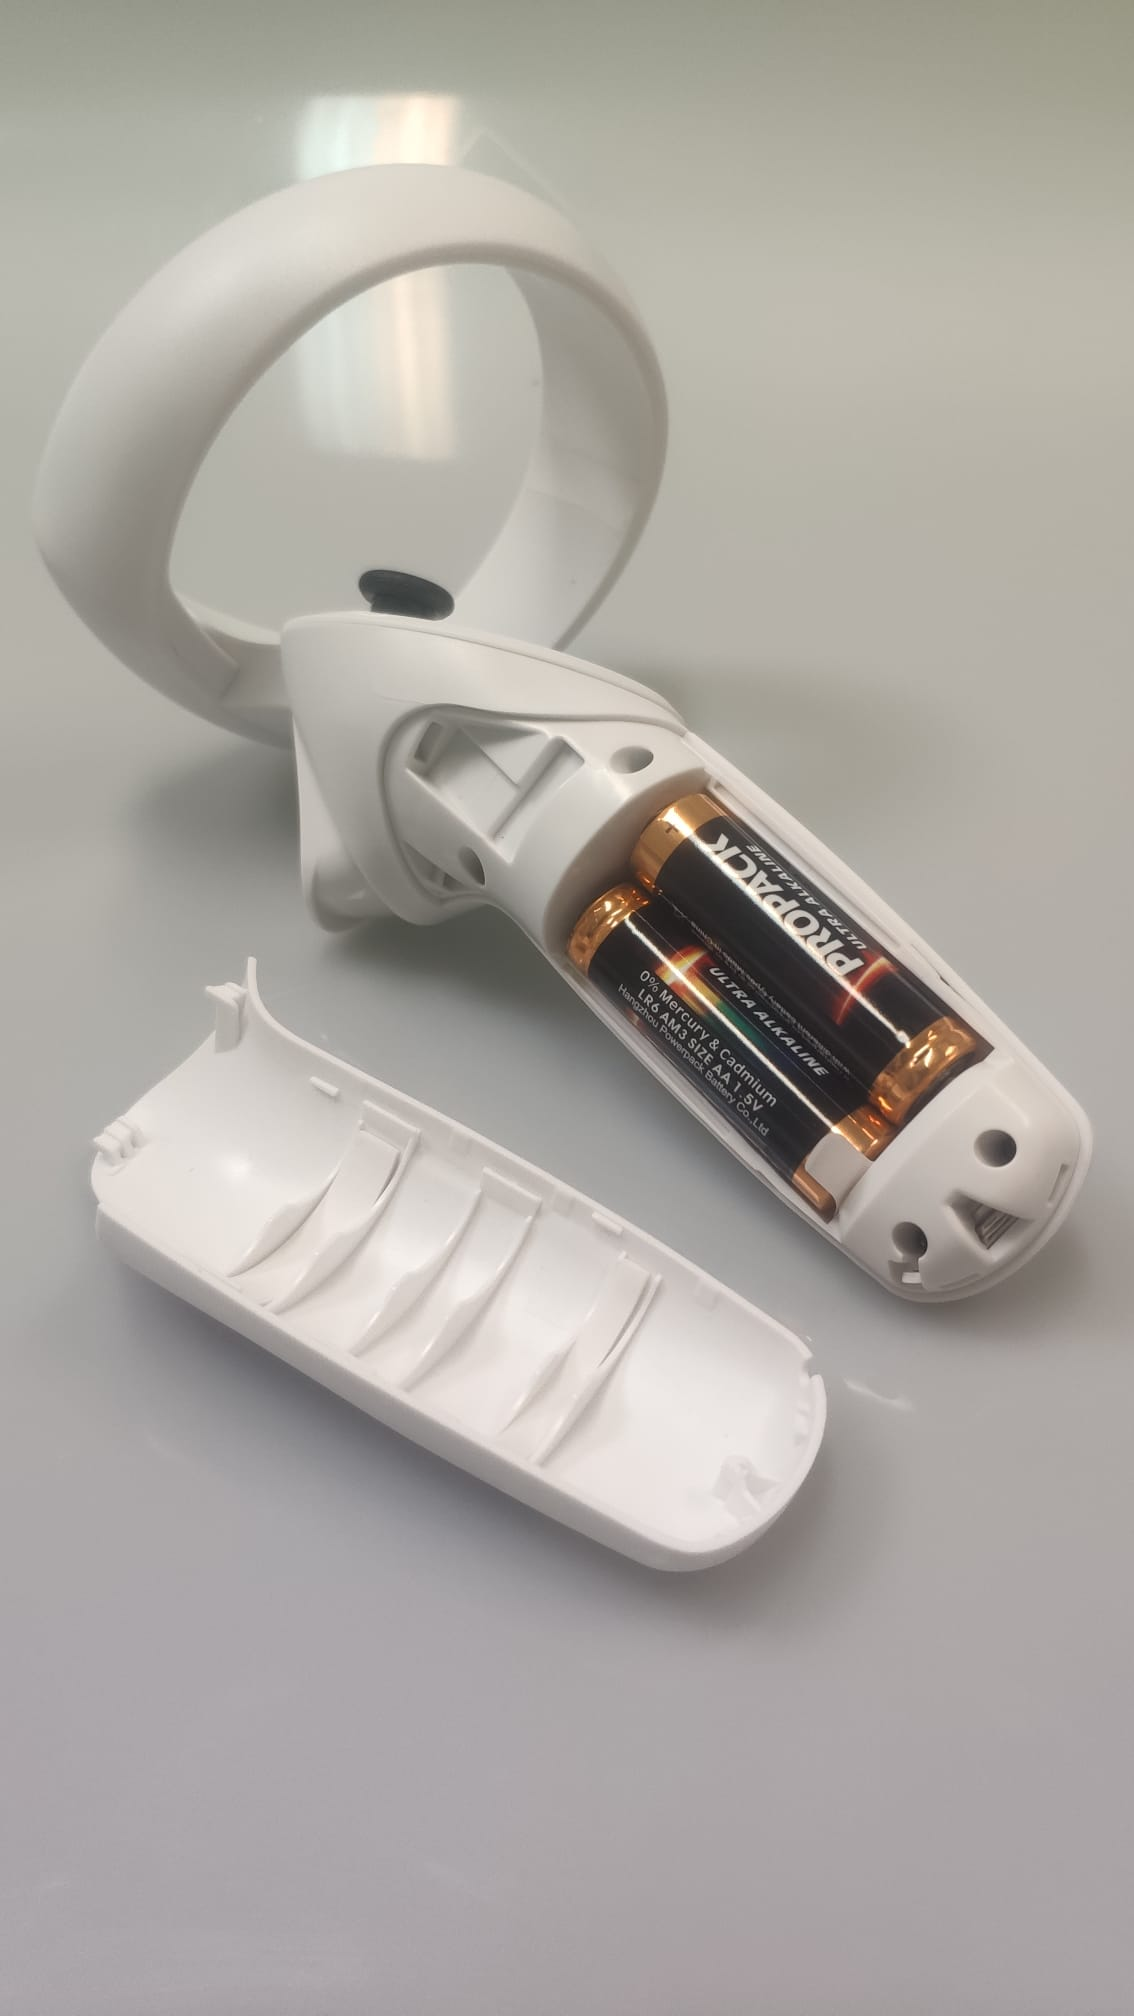 PROPACK
ULTRA ALKALINE
ULTRA ALKALINE
0% Mercury & Cadmium
LR6 AM3 SIZE AA 1.5V
Hangzhou Powerpack Battery Co.,Ltd